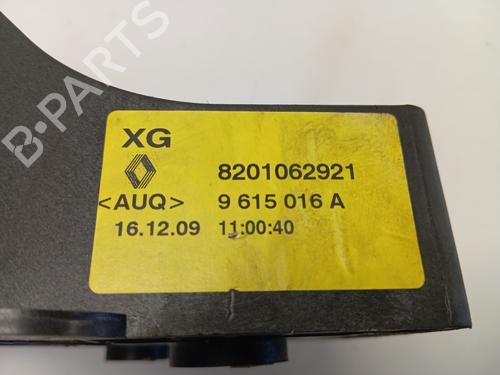 B-PARTS
XG
8201062921
<AUQ> 9 615 016 A
16.12.09 11:00:40